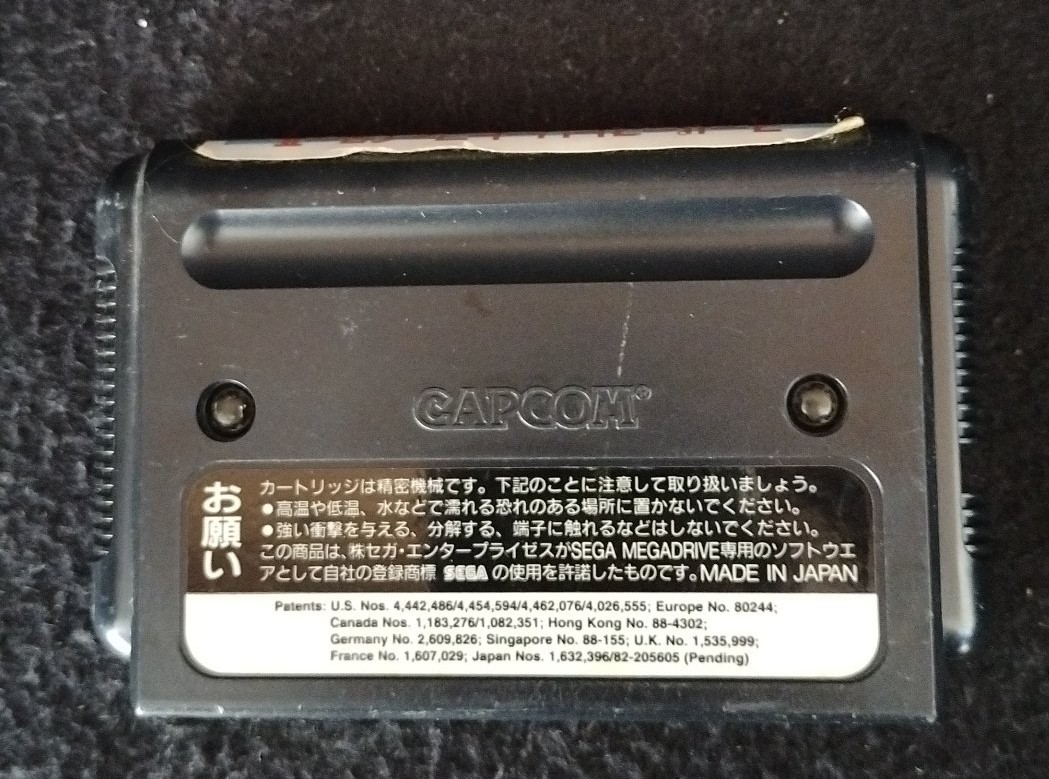 CAPCOM®
お願い
カートリッジは精密機械です。下記のことに注意して取り扱いましょう。
●高温や低温、水などで濡れる恐れのある場所に置かないでください。
●強い衝撃を与える、分解する、端子に触れるなどはしないでください。
この商品は、㈱セガ・エンタープライゼスがSEGA MEGADRIVE専用のソフトウエ
アとして自社の登録商標 SEGA の使用を許諾したものです。MADE IN JAPAN
Patents: U.S. Nos. 4,442,486/4,454,594/4,462,076/4,026,555; Europe No. 80244;
Canada Nos. 1,183,276/1,082,351; Hong Kong No. 88-4302;
Germany No. 2,609,826; Singapore No. 88-155; U.K. No. 1,535,999;
France No. 1,607,029; Japan Nos. 1,632,396/82-205605 (Pending)